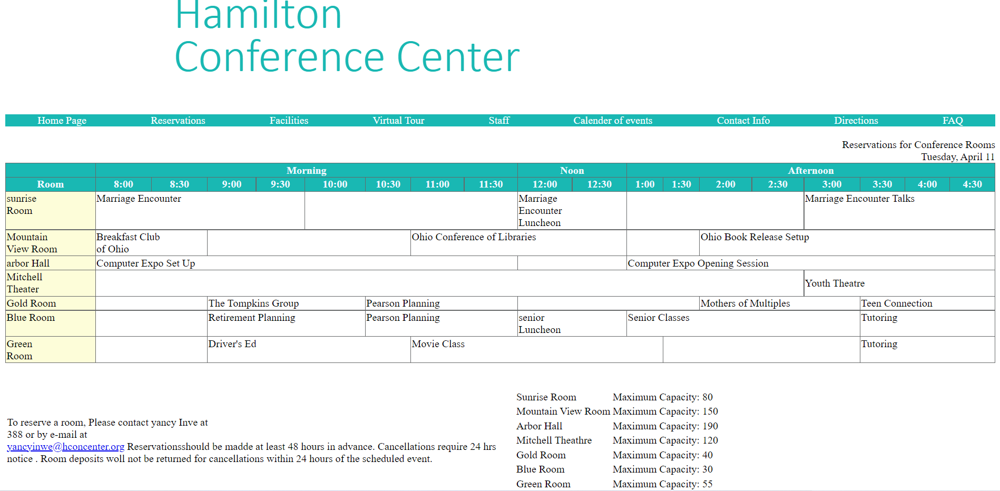 Hamilton
Conference Center
Home Page Reservations Facilities Virtual Tour Staff Calender of events Contact Info Directions FAQ
Reservations for Conference Rooms
Tuesday, April 11
Morning Noon Afternoon
Room 8:00 8:30 9:00 9:30 10:00 10:30 11:00 11:30 12:00 12:30 1:00 1:30 2:00 2:30 3:00 3:30 4:00 4:30
sunrise
Room
Marriage Encounter
Marriage
Encounter
Luncheon
Marriage Encounter Talks
Mountain
View Room
Breakfast Club
of Ohio
Ohio Conference of Libraries
Ohio Book Release Setup
arbor Hall
Computer Expo Set Up
Computer Expo Opening Session
Mitchell
Theater
Youth Theatre
Gold Room
The Tompkins Group
Pearson Planning
Mothers of Multiples
Teen Connection
Blue Room
Retirement Planning
Pearson Planning
senior
Luncheon
Senior Classes
Tutoring
Green
Room
Driver's Ed
Movie Class
Tutoring
To reserve a room, Please contact yancy Inve at
388 or by e-mail at
yancyinwe@hconcenter.org Reservationsshould be madde at least 48 hours in advance. Cancellations require 24 hrs
notice . Room deposits woll not be returned for cancellations within 24 hours of the scheduled event.
Sunrise Room Maximum Capacity: 80
Mountain View Room Maximum Capacity: 150
Arbor Hall Maximum Capacity: 190
Mitchell Theathre Maximum Capacity: 120
Gold Room Maximum Capacity: 40
Blue Room Maximum Capacity: 30
Green Room Maximum Capacity: 55